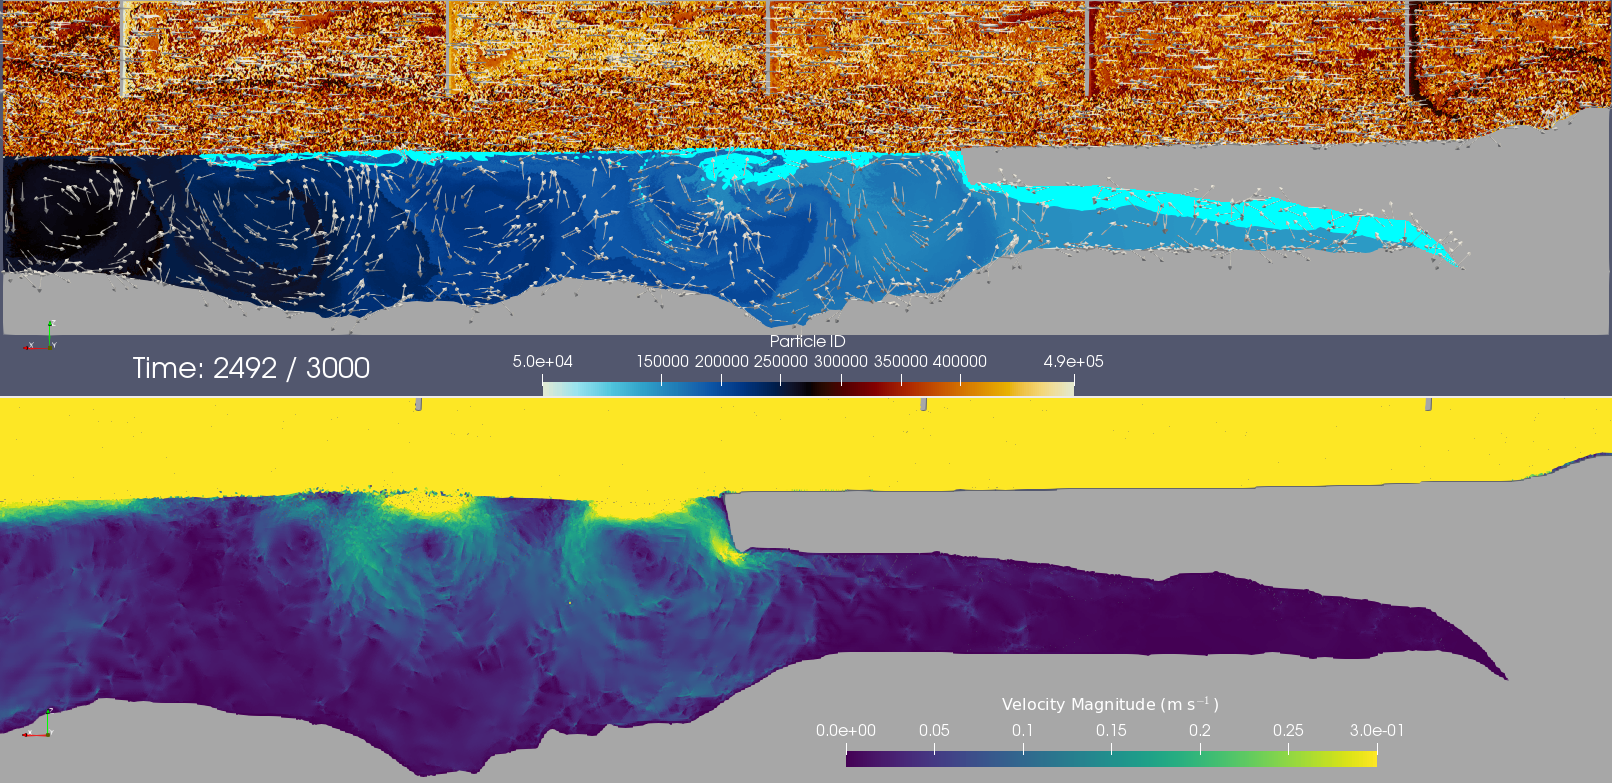 Particle ID
Time: 2492 / 3000
5.0e+04 150000 200000 250000 300000 350000 400000 4.9e+05
Z
X Y
Velocity Magnitude (m s⁻¹)
0.0e+00 0.05 0.1 0.15 0.2 0.25 3.0e-01
Z
X Y